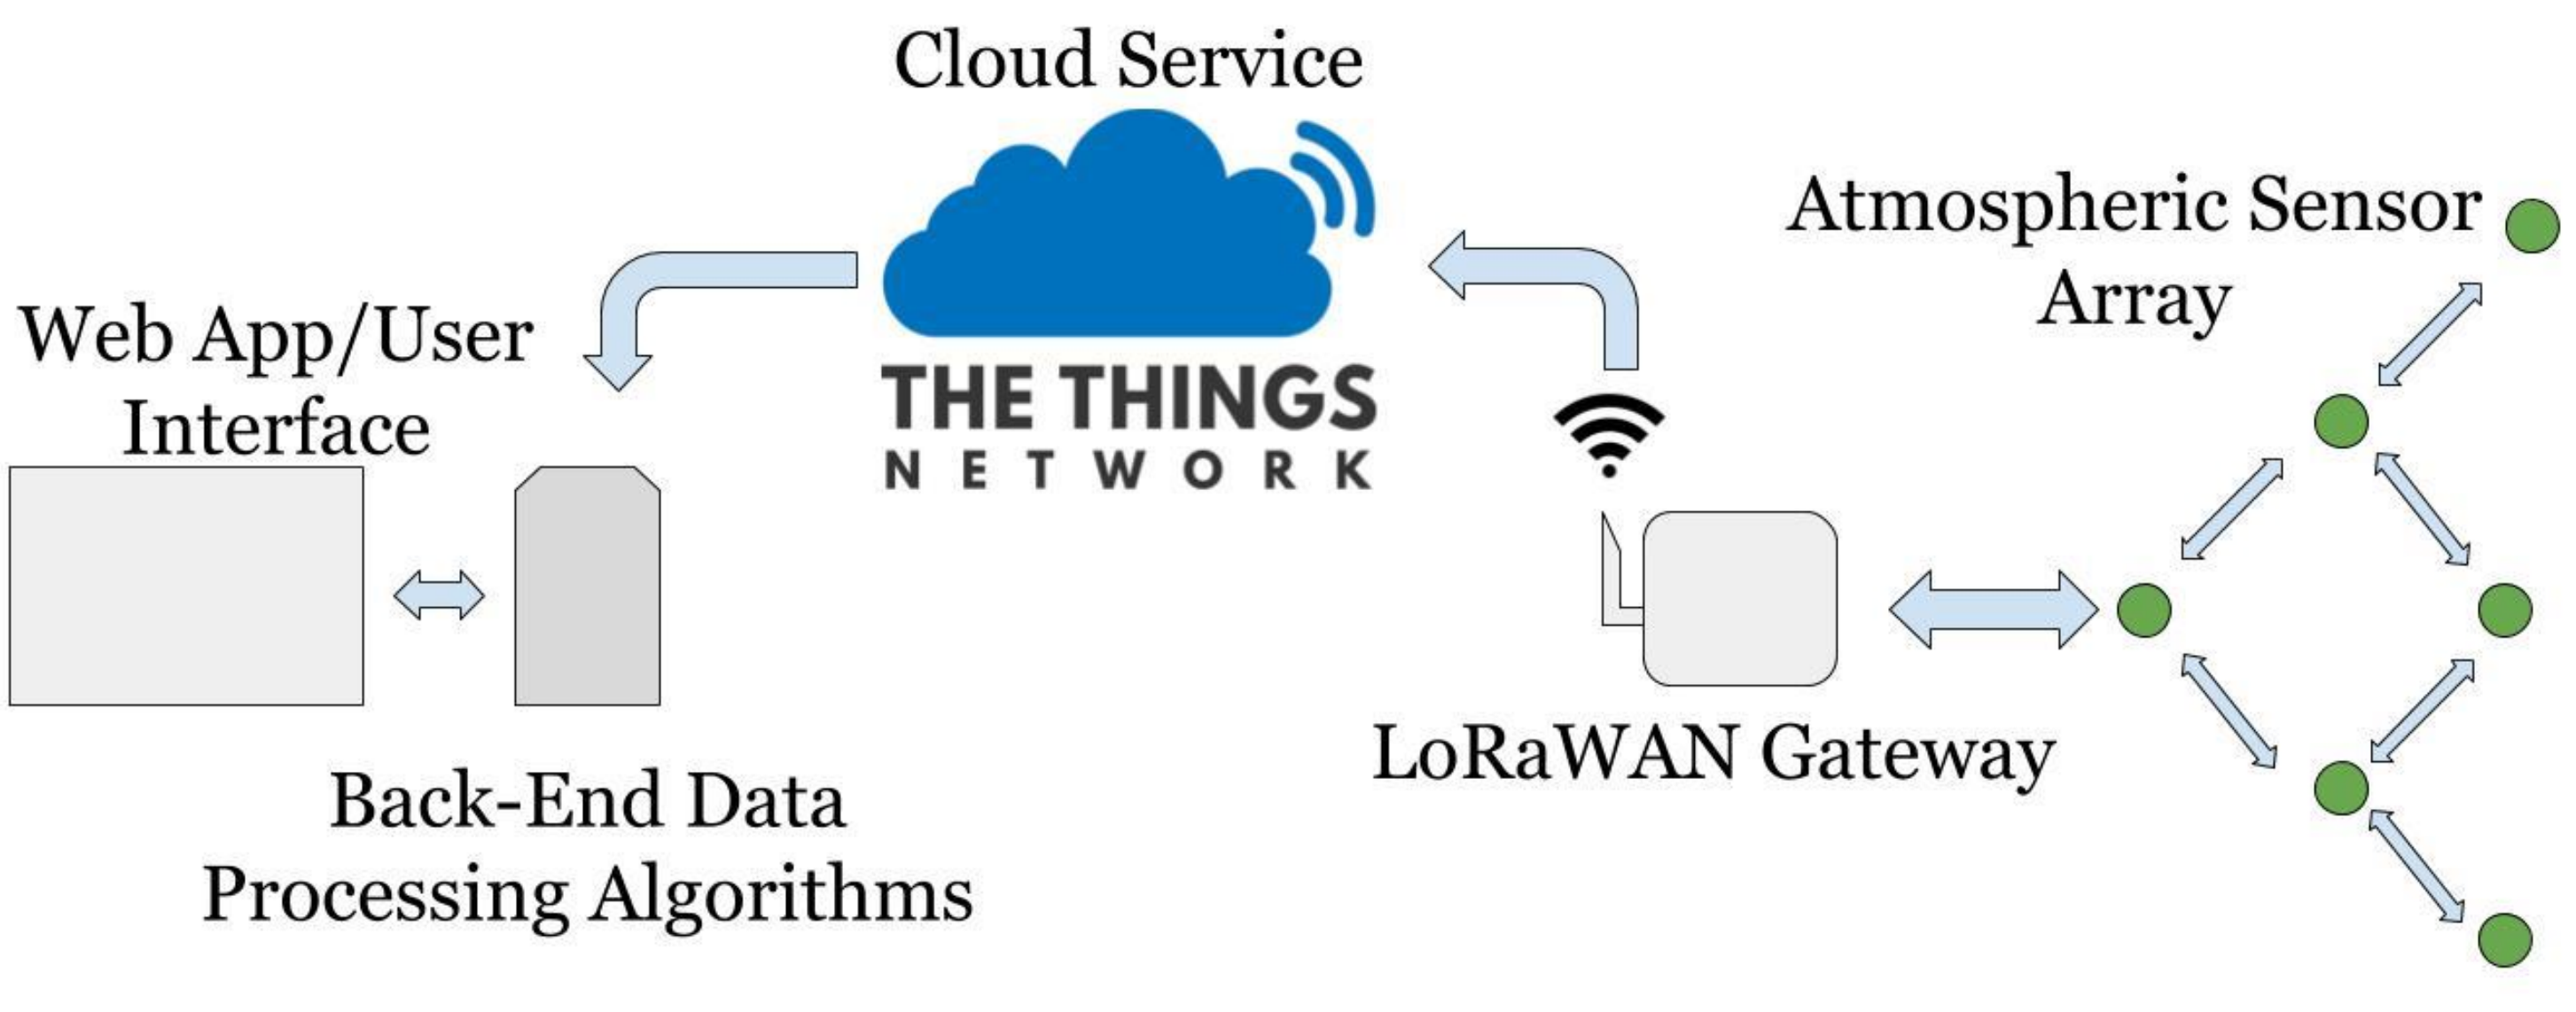 Cloud Service
THE THINGS
NETWORK
Atmospheric Sensor
Array
Web App/User
Interface
LoRaWAN Gateway
Back-End Data
Processing Algorithms